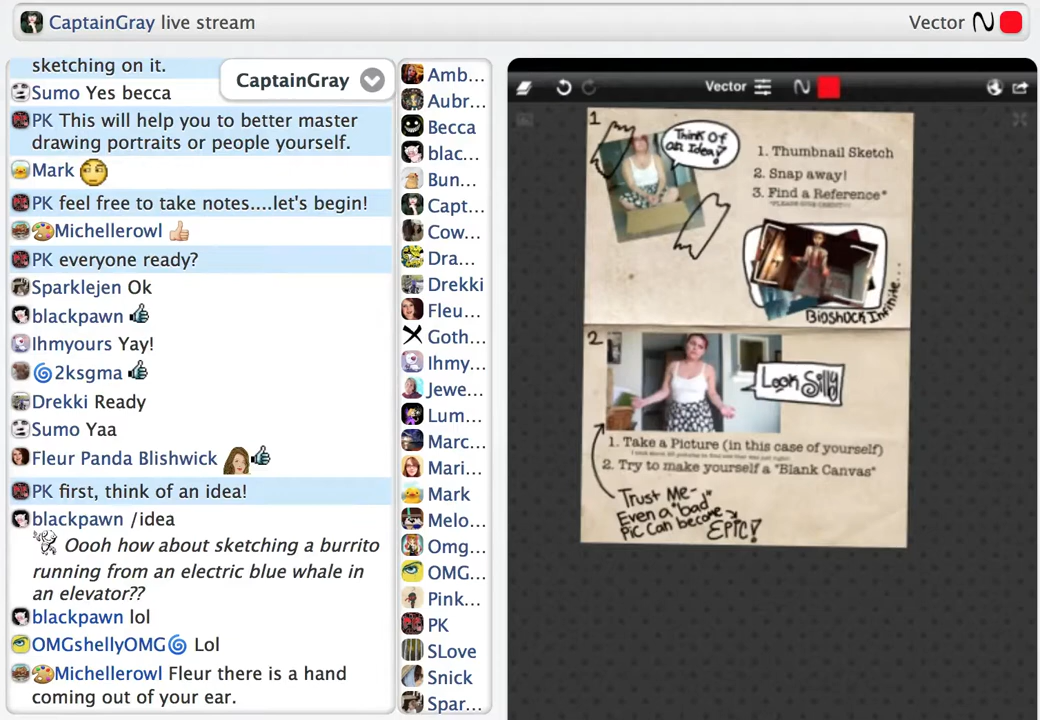 CaptainGray live stream
Vector
sketching on it.
CaptainGray
Sumo Yes becca
PK This will help you to better master
drawing portraits or people yourself.
Mark
PK feel free to take notes....let's begin!
Michellerowl
PK everyone ready?
Sparklejen Ok
blackpawn
Ihmyours Yay!
2ksgma
Drekki Ready
Sumo Yaa
Fleur Panda Blishwick
PK first, think of an idea!
blackpawn /idea
Oooh how about sketching a burrito
running from an electric blue whale in
an elevator??
blackpawn lol
OMGshellyOMG Lol
Michellerowl Fleur there is a hand
coming out of your ear.
Amb...
Aubr...
Becca
blac...
Bun...
Capt...
Cow...
Dra...
Drekki
Fleu...
Goth...
Ihmy...
Jewe...
Lum...
Marc...
Mari...
Mark
Melo...
Omg...
OMG...
Pink...
PK
SLove
Snick
Spar...
Vector
1
Think Of
an Idea!
1. Thumbnail Sketch
2. Snap away!
3. Find a Reference*
Bioshock Infinite...
2
Look Silly
1. Take a Picture (in this case of yourself)
2. Try to make yourself a "Blank Canvas"
Trust Me-
Even a "bad"
Pic Can become
EPIC!